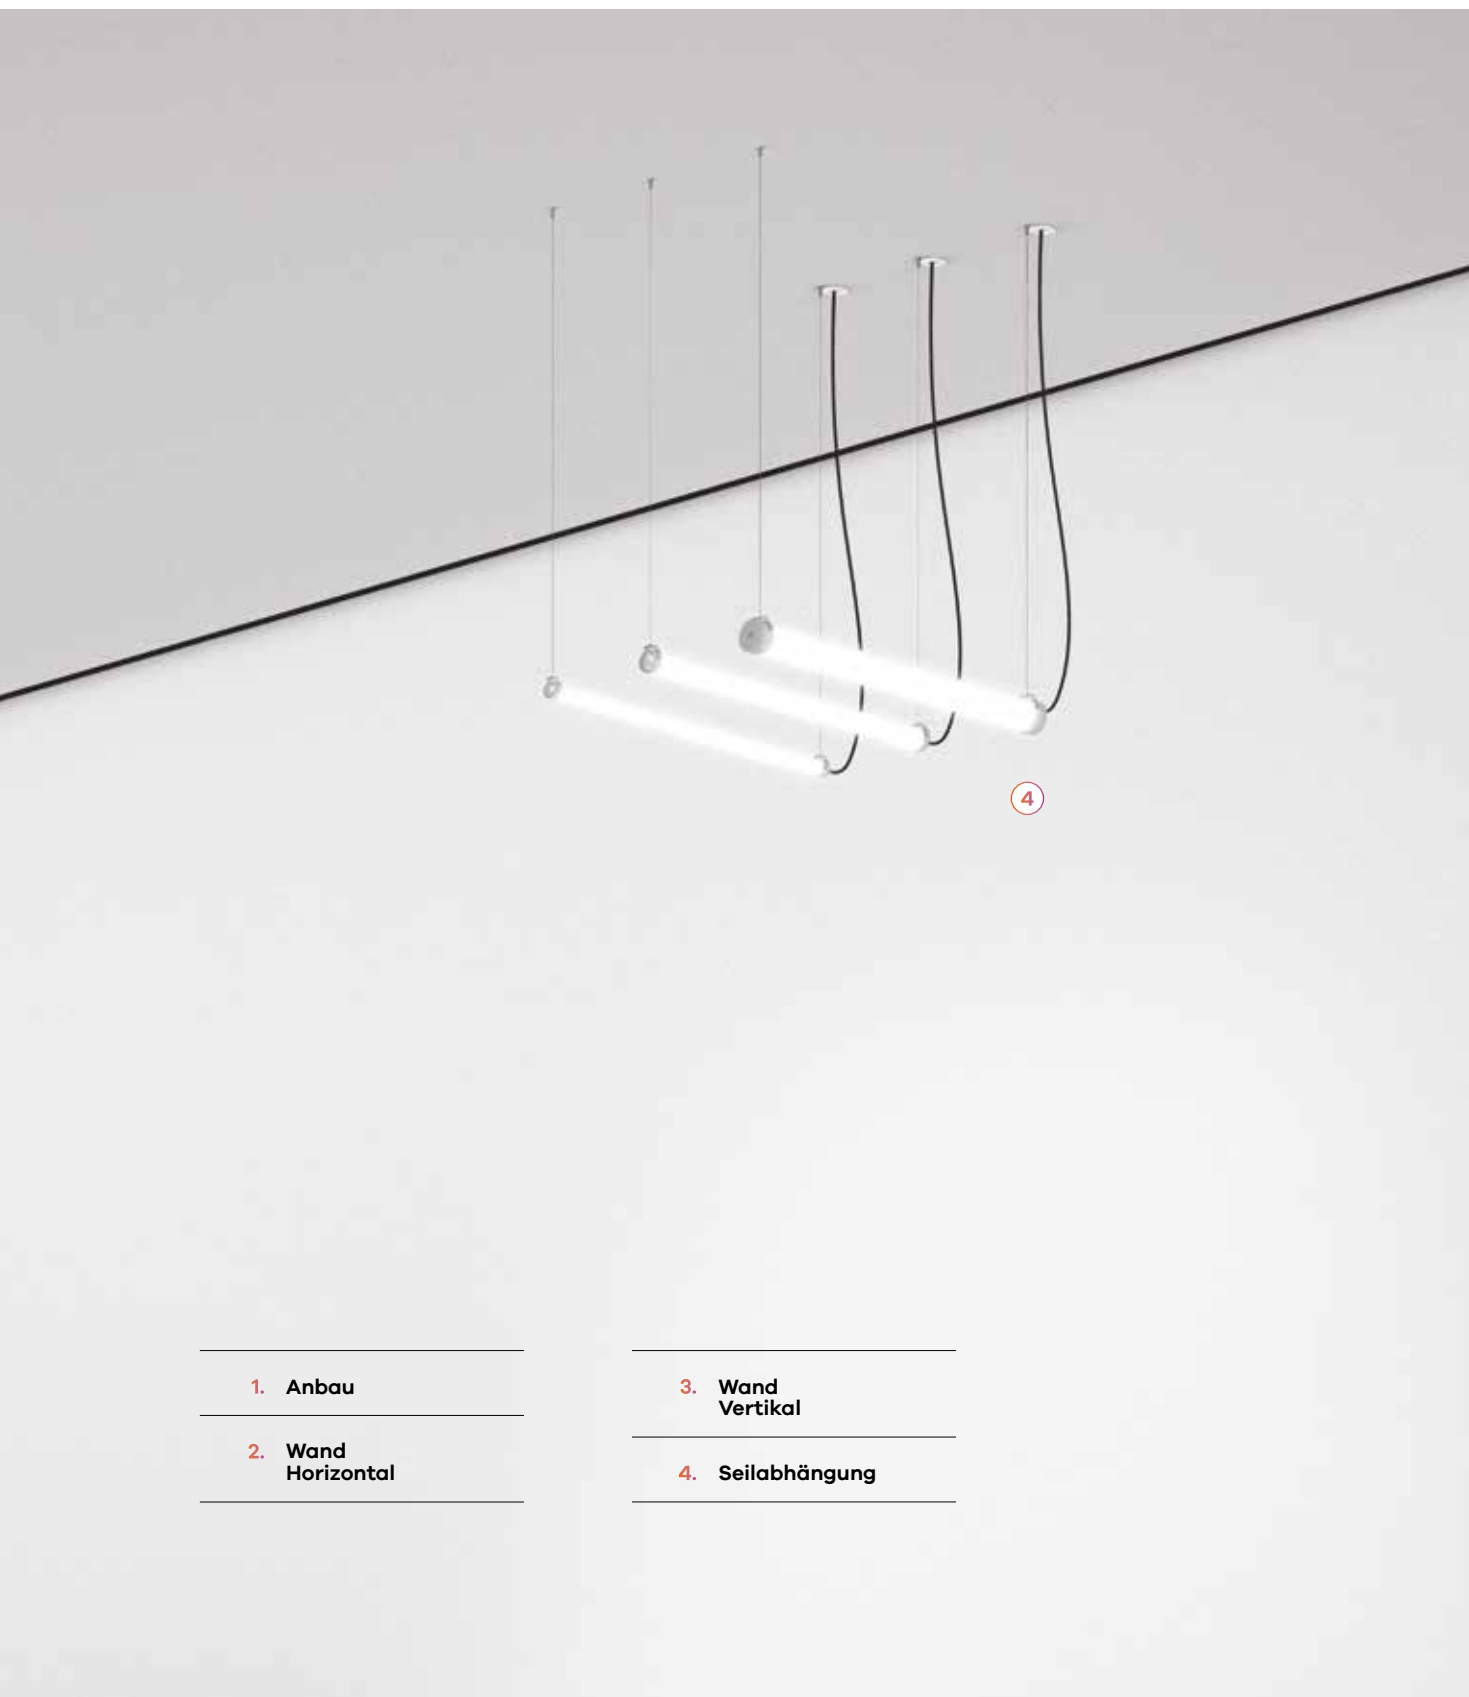 4
1. Anbau
2. Wand
Horizontal
3. Wand
Vertikal
4. Seilabhängung